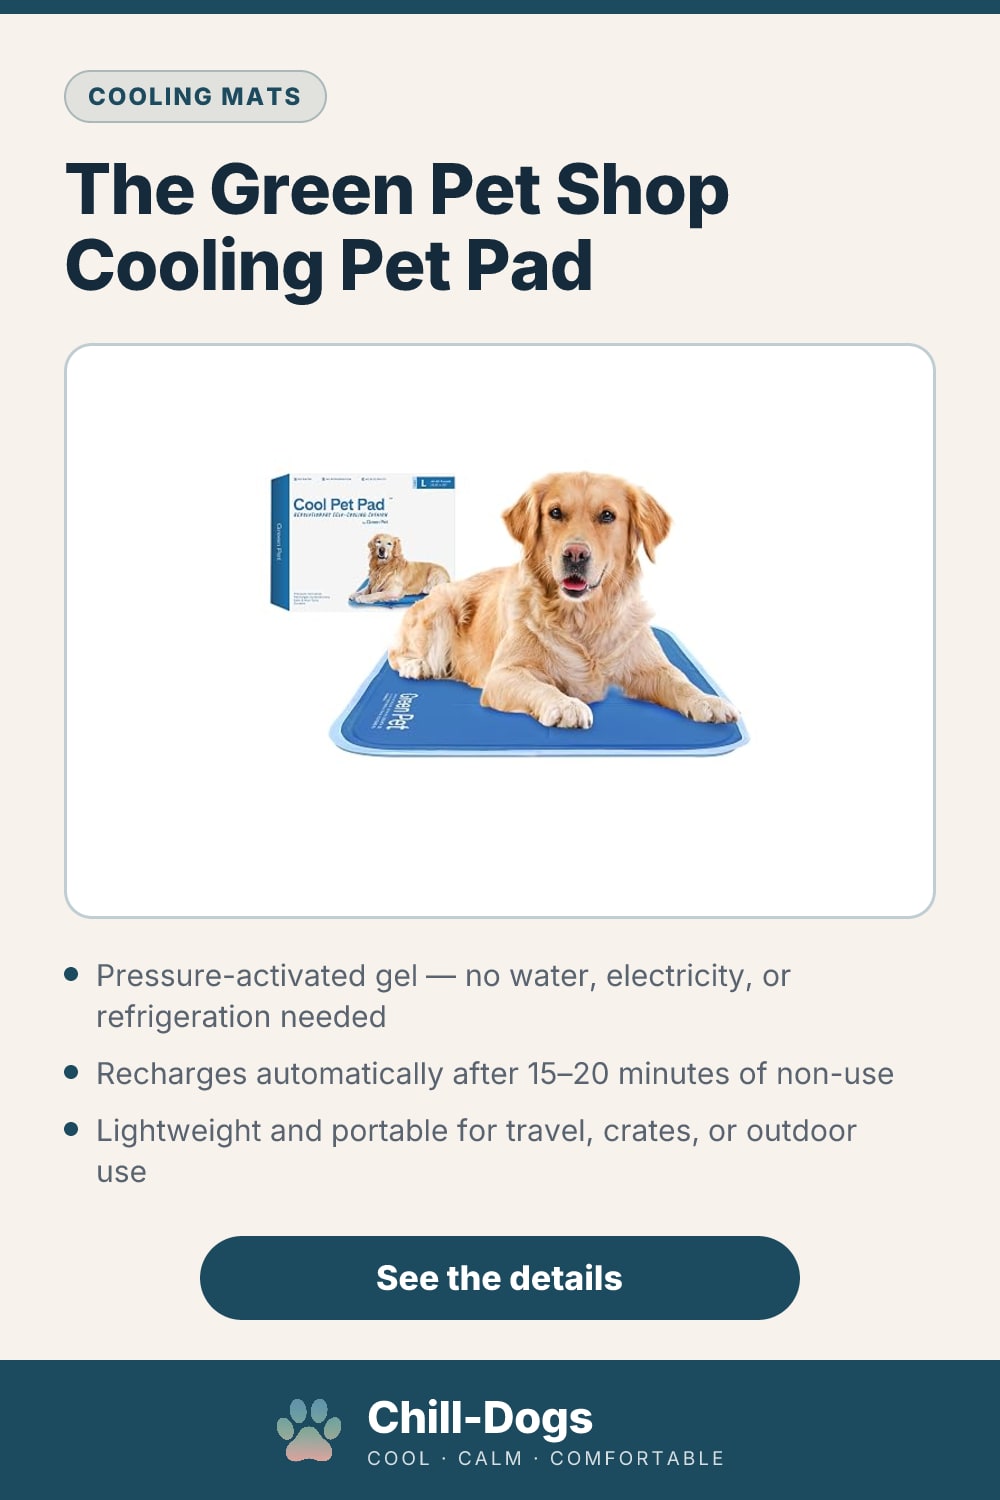 COOLING MATS
The Green Pet Shop
Cooling Pet Pad
Cool Pet Pad
Green Pet
Green Pet
Pressure-activated gel — no water, electricity, or
refrigeration needed
Recharges automatically after 15–20 minutes of non-use
Lightweight and portable for travel, crates, or outdoor
use
See the details
Chill-Dogs
COOL · CALM · COMFORTABLE